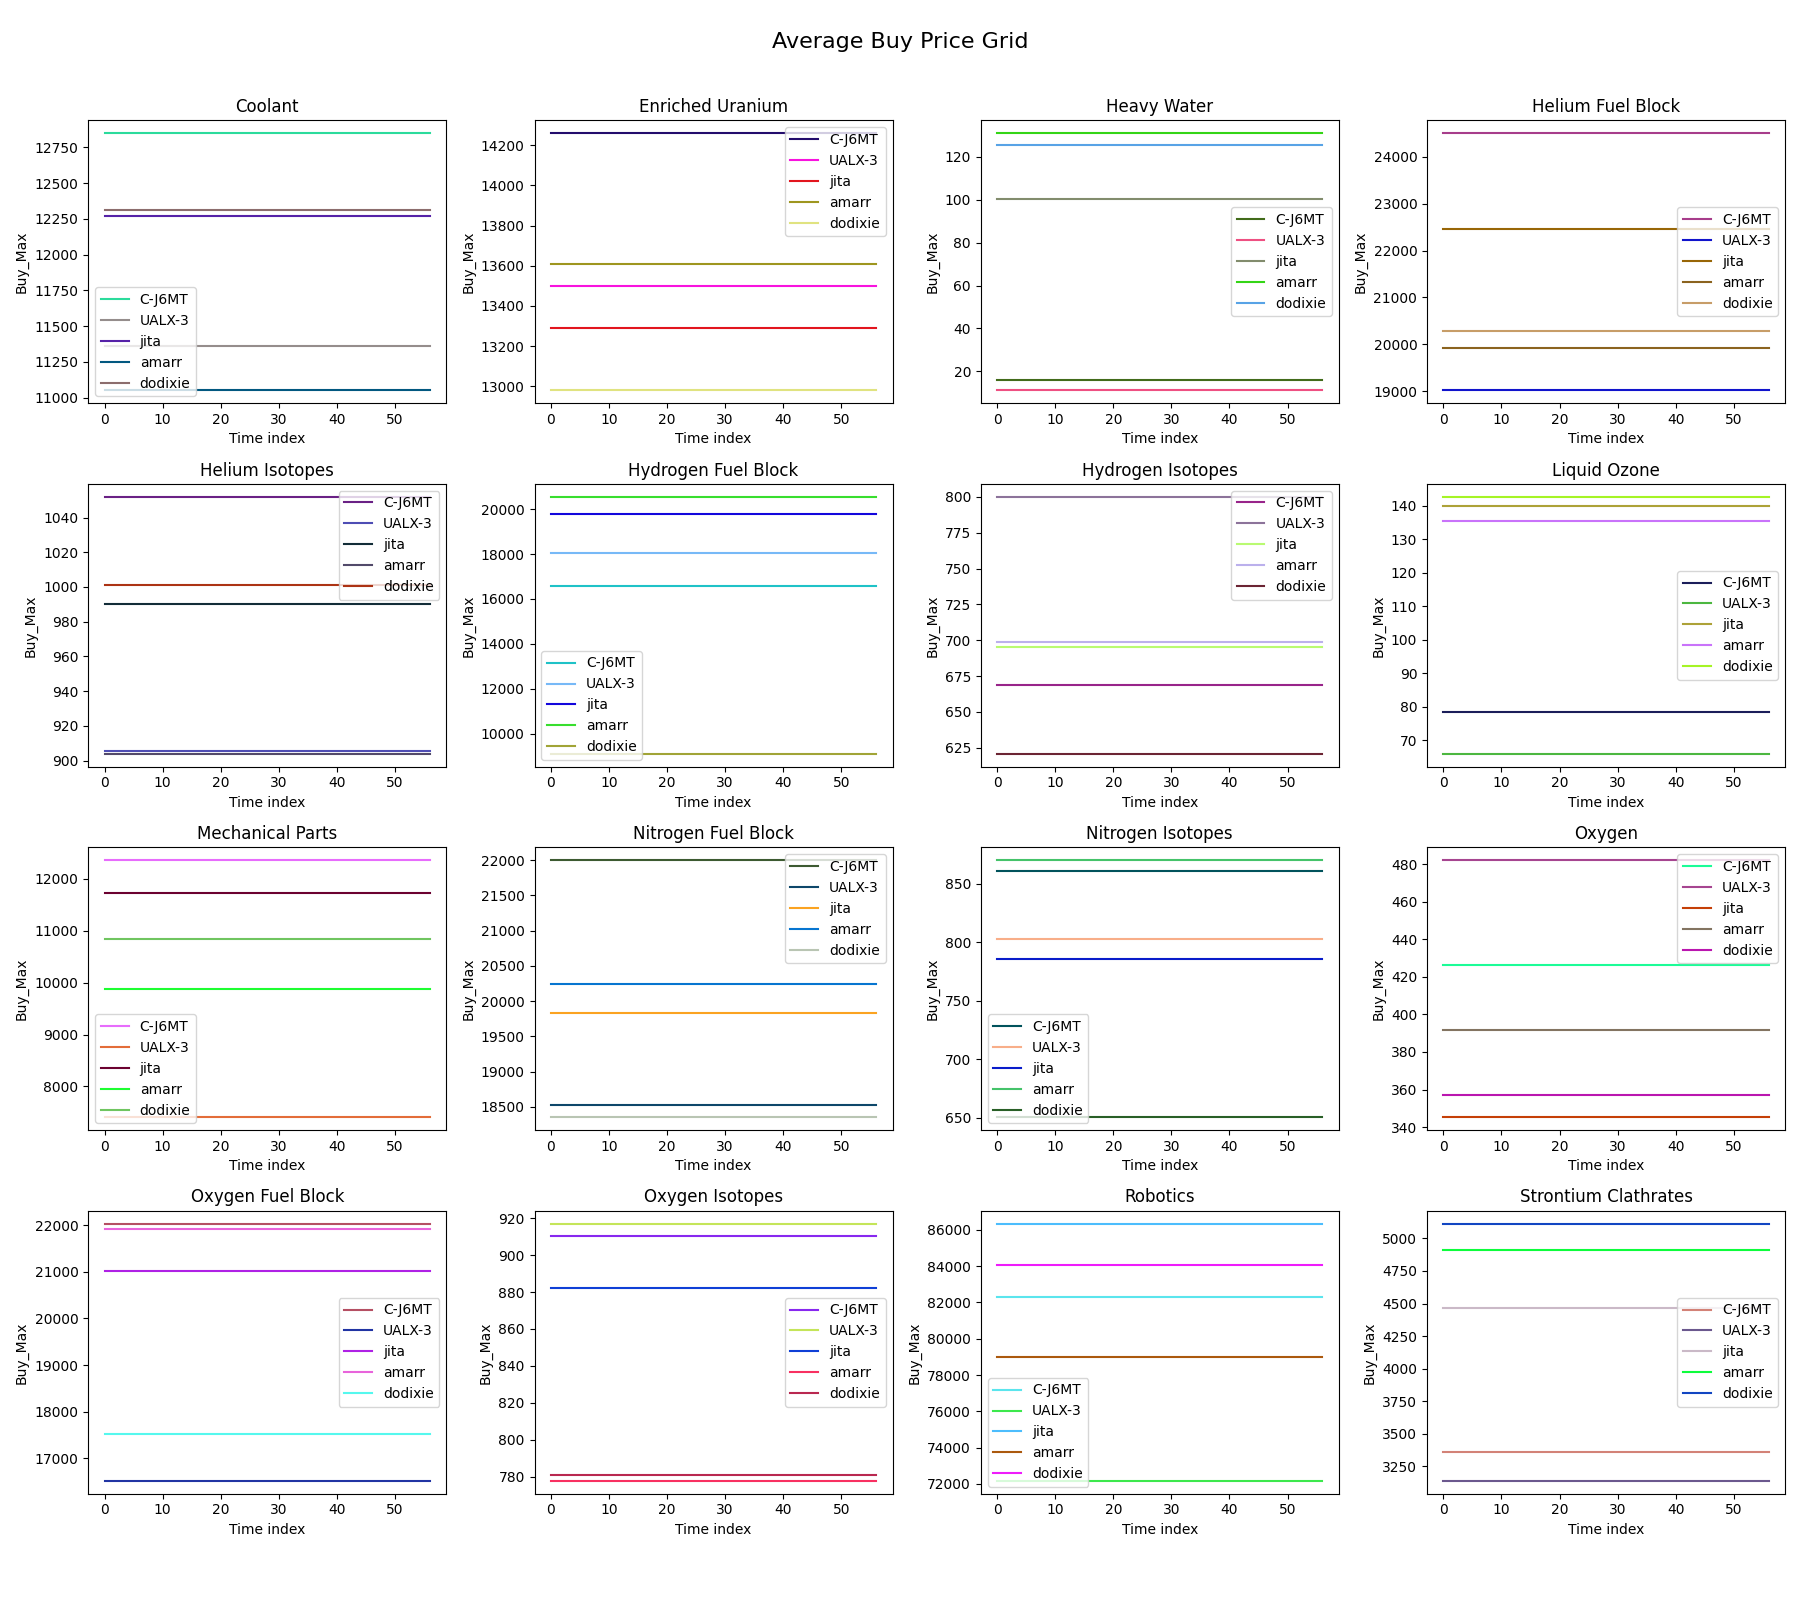 Average Buy Price Grid
Coolant
Buy_Max
12750
12500
12250
12000
11750
11500
11250
11000
C-J6MT
UALX-3
jita
amarr
dodixie
0 10 20 30 40 50
Time index
Enriched Uranium
Buy_Max
14200
14000
13800
13600
13400
13200
13000
C-J6MT
UALX-3
jita
amarr
dodixie
0 10 20 30 40 50
Time index
Heavy Water
Buy_Max
120
100
80
60
40
20
C-J6MT
UALX-3
jita
amarr
dodixie
0 10 20 30 40 50
Time index
Helium Fuel Block
Buy_Max
24000
23000
22000
21000
20000
19000
C-J6MT
UALX-3
jita
amarr
dodixie
0 10 20 30 40 50
Time index
Helium Isotopes
Buy_Max
1040
1020
1000
980
960
940
920
900
C-J6MT
UALX-3
jita
amarr
dodixie
0 10 20 30 40 50
Time index
Hydrogen Fuel Block
Buy_Max
20000
18000
16000
14000
12000
10000
C-J6MT
UALX-3
jita
amarr
dodixie
0 10 20 30 40 50
Time index
Hydrogen Isotopes
Buy_Max
800
775
750
725
700
675
650
625
C-J6MT
UALX-3
jita
amarr
dodixie
0 10 20 30 40 50
Time index
Liquid Ozone
Buy_Max
140
130
120
110
100
90
80
70
C-J6MT
UALX-3
jita
amarr
dodixie
0 10 20 30 40 50
Time index
Mechanical Parts
Buy_Max
12000
11000
10000
9000
8000
C-J6MT
UALX-3
jita
amarr
dodixie
0 10 20 30 40 50
Time index
Nitrogen Fuel Block
Buy_Max
22000
21500
21000
20500
20000
19500
19000
18500
C-J6MT
UALX-3
jita
amarr
dodixie
0 10 20 30 40 50
Time index
Nitrogen Isotopes
Buy_Max
850
800
750
700
650
C-J6MT
UALX-3
jita
amarr
dodixie
0 10 20 30 40 50
Time index
Oxygen
Buy_Max
480
460
440
420
400
380
360
340
C-J6MT
UALX-3
jita
amarr
dodixie
0 10 20 30 40 50
Time index
Oxygen Fuel Block
Buy_Max
22000
21000
20000
19000
18000
17000
C-J6MT
UALX-3
jita
amarr
dodixie
0 10 20 30 40 50
Time index
Oxygen Isotopes
Buy_Max
920
900
880
860
840
820
800
780
C-J6MT
UALX-3
jita
amarr
dodixie
0 10 20 30 40 50
Time index
Robotics
Buy_Max
86000
84000
82000
80000
78000
76000
74000
72000
C-J6MT
UALX-3
jita
amarr
dodixie
0 10 20 30 40 50
Time index
Strontium Clathrates
Buy_Max
5000
4750
4500
4250
4000
3750
3500
3250
C-J6MT
UALX-3
jita
amarr
dodixie
0 10 20 30 40 50
Time index